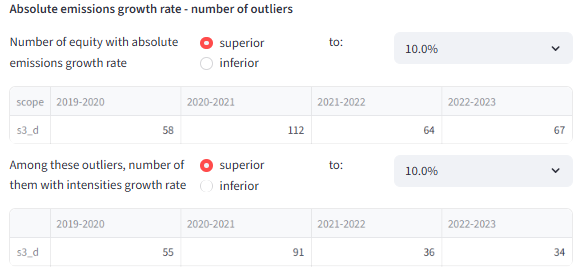 Absolute emissions growth rate - number of outliers
Number of equity with absolute emissions growth rate
superior
inferior
to:
10.0%
scope 2019-2020 2020-2021 2021-2022 2022-2023
s3_d 58 112 64 67
Among these outliers, number of them with intensities growth rate
superior
inferior
to:
10.0%
2019-2020 2020-2021 2021-2022 2022-2023
s3_d 55 91 36 34